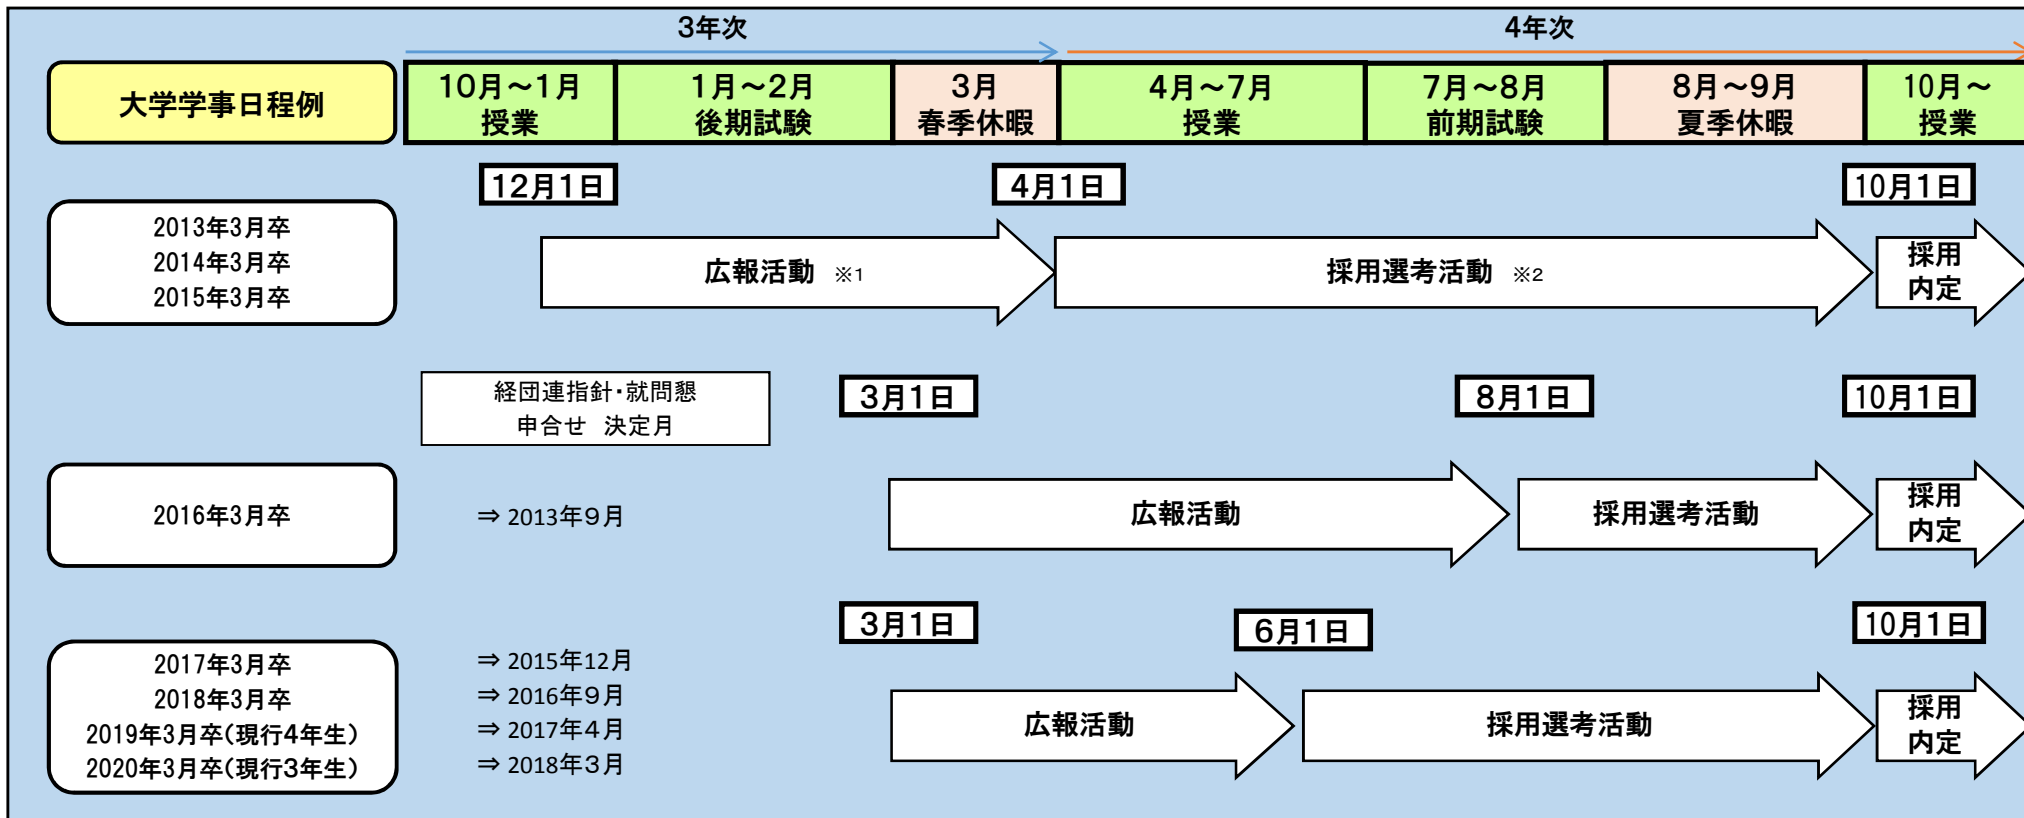 3年次
4年次
大学学事日程例
10月～1月
授業
1月～2月
後期試験
3月
春季休暇
4月～7月
授業
7月～8月
前期試験
8月～9月
夏季休暇
10月～
授業
12月1日
4月1日
10月1日
2013年3月卒
2014年3月卒
2015年3月卒
広報活動 ※1
採用選考活動 ※2
採用
内定
経団連指針・就問懇
申合せ 決定月
3月1日
8月1日
10月1日
2016年3月卒
⇒ 2013年9月
広報活動
採用選考活動
採用
内定
3月1日
6月1日
10月1日
2017年3月卒
2018年3月卒
2019年3月卒(現行4年生)
2020年3月卒(現行3年生)
⇒ 2015年12月
⇒ 2016年9月
⇒ 2017年4月
⇒ 2018年3月
広報活動
採用選考活動
採用
内定